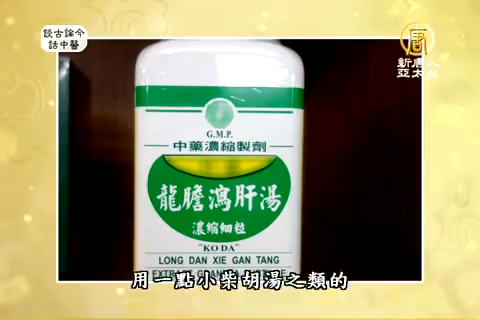 談古論今
話中醫
唐
新唐人
亞太台
G.M.P.
中藥濃縮製劑
龍膽瀉肝湯
濃縮細粒
"KO DA"
LONG DAN XIE GAN TANG
用一點小柴胡湯之類的